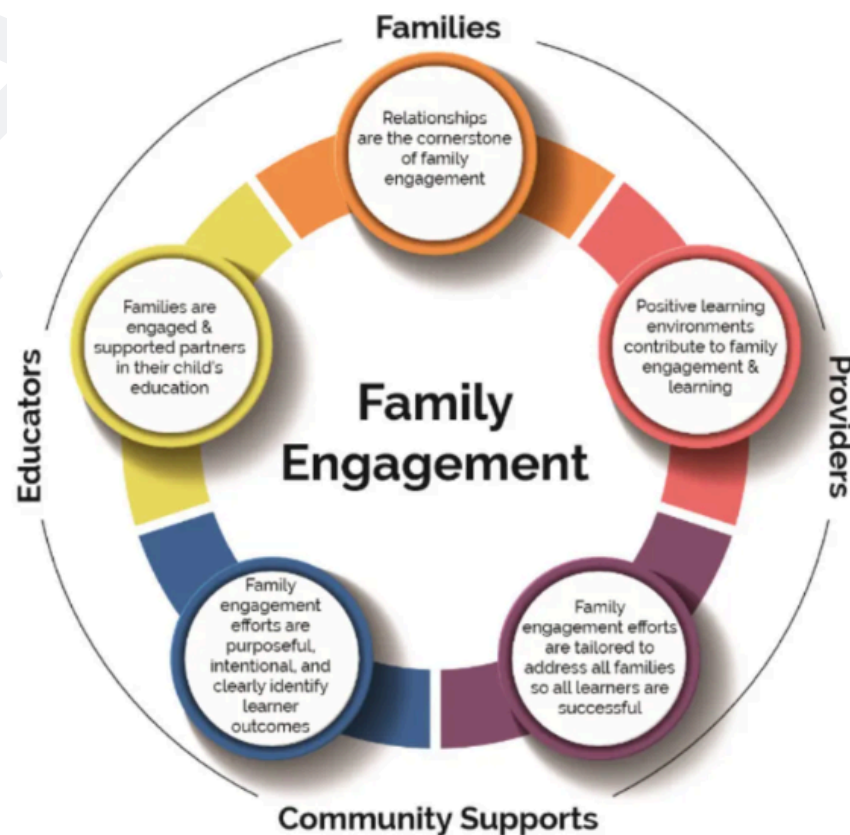 Families
Relationships
are the cornerstone
of family
engagement
Positive learning
environments
contribute to family
engagement &
learning
Providers
Family
engagement efforts
are tailored to
address all families
so all learners are
successful
Community Supports
Family
engagement
efforts are
purposeful,
intentional, and
clearly identify
learner
outcomes
Educators
Families are
engaged &
supported partners
in their child's
education
Family
Engagement